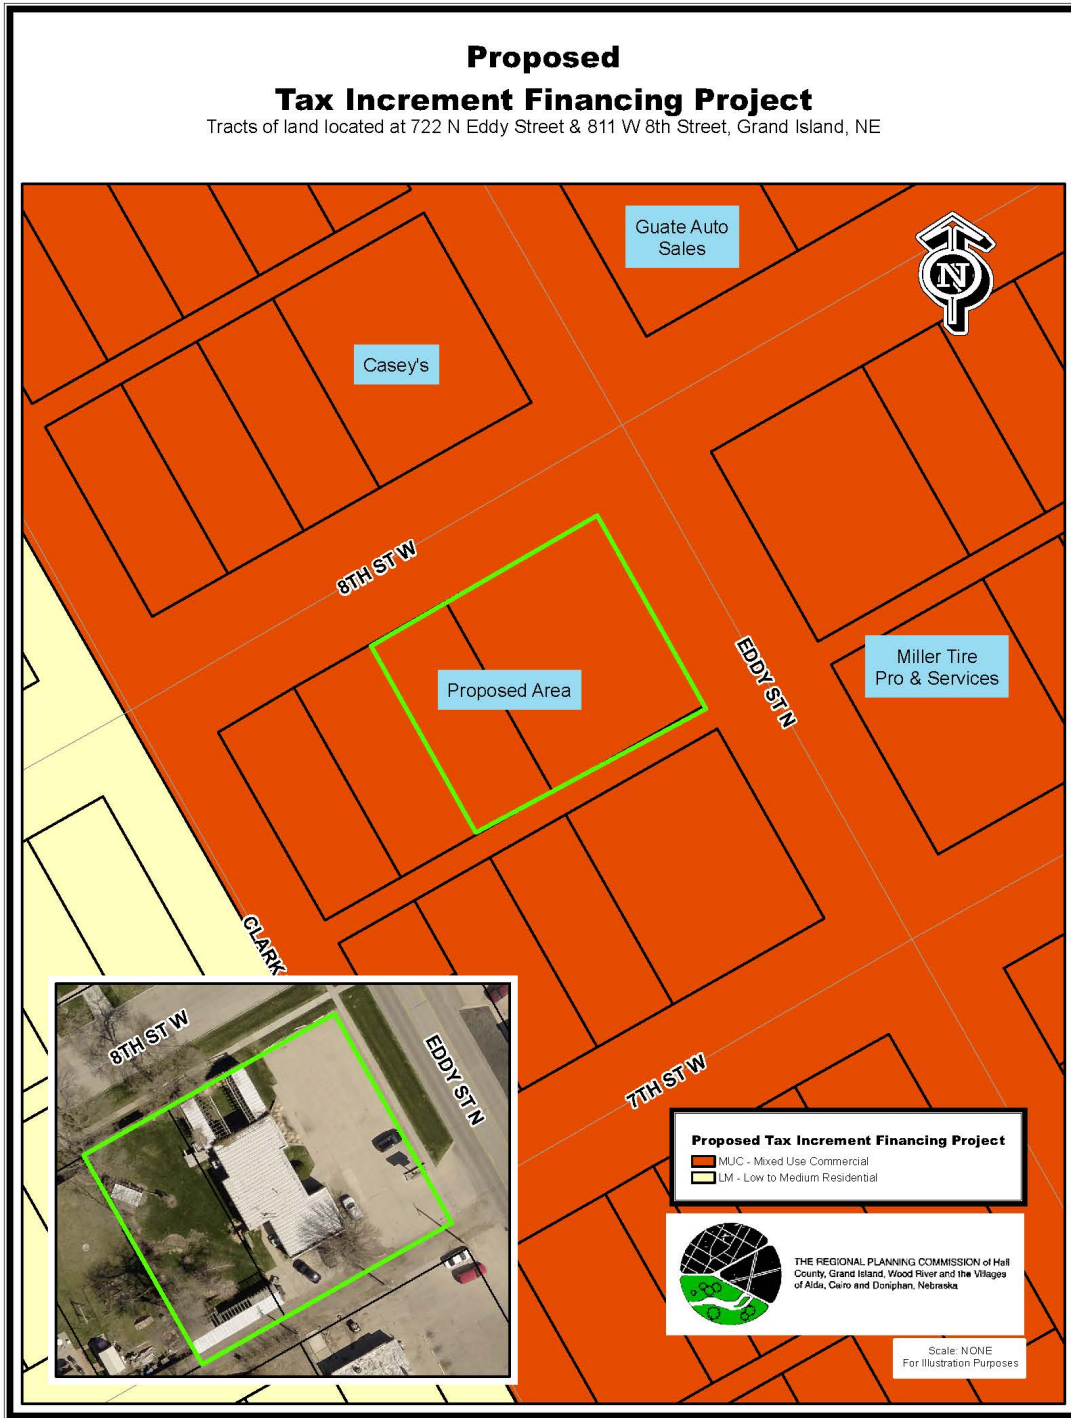 Proposed
Tax Increment Financing Project
Tracts of land located at 722 N Eddy Street & 811 W 8th Street, Grand Island, NE
Guate Auto
Sales
N
Casey's
8TH ST W
EDDY ST N
Miller Tire
Pro & Services
Proposed Area
CLARK
8TH ST W
EDDY ST N
7TH ST W
Proposed Tax Increment Financing Project
MUC - Mixed Use Commercial
LM - Low to Medium Residential
THE REGIONAL PLANNING COMMISSION of Hall
County, Grand Island, Wood River and the Villages
of Alda, Cairo and Doniphan, Nebraska
Scale: NONE
For Illustration Purposes